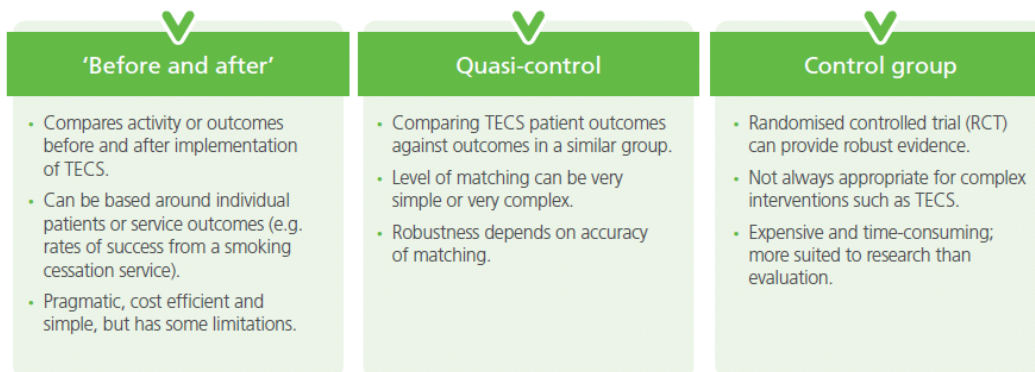 ‘Before and after’
• Compares activity or outcomes
before and after implementation
of TECS.
• Can be based around individual
patients or service outcomes (e.g.
rates of success from a smoking
cessation service).
• Pragmatic, cost efficient and
simple, but has some limitations.
Quasi-control
• Comparing TECS patient outcomes
against outcomes in a similar group.
• Level of matching can be very
simple or very complex.
• Robustness depends on accuracy
of matching.
Control group
• Randomised controlled trial (RCT)
can provide robust evidence.
• Not always appropriate for complex
interventions such as TECS.
• Expensive and time-consuming;
more suited to research than
evaluation.